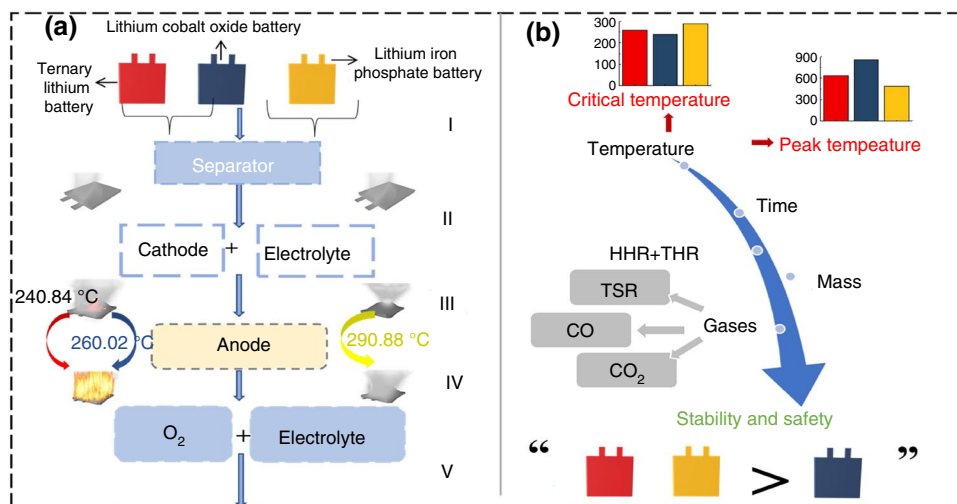 (a)
Lithium cobalt oxide battery
Ternary
lithium
battery
Lithium iron
phosphate battery
I
Separator
II
Cathode
+
Electrolyte
240.84 °C
III
260.02 °C
Anode
290.88 °C
IV
O2
+
Electrolyte
V
(b)
300
200
100
0
Critical temperature
900
600
300
0
Peak tempeature
Temperature
Time
HHR+THR
Mass
TSR
CO
Gases
CO2
Stability and safety
“ > ”